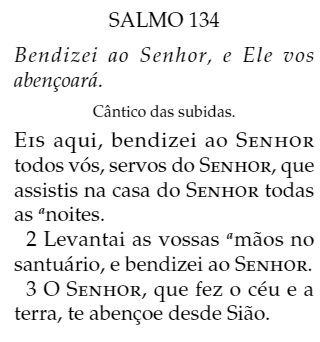 SALMO 134
Bendizei ao Senhor, e Ele vos
abençoará.
Cântico das subidas.
EIS aqui, bendizei ao SENHOR
todos vós, servos do SENHOR, que
assistis na casa do SENHOR todas
as ᵃnoites.
2 Levantai as vossas ᵃmãos no
santuário, e bendizei ao SENHOR.
3 O SENHOR, que fez o céu e a
terra, te abençoe desde Sião.